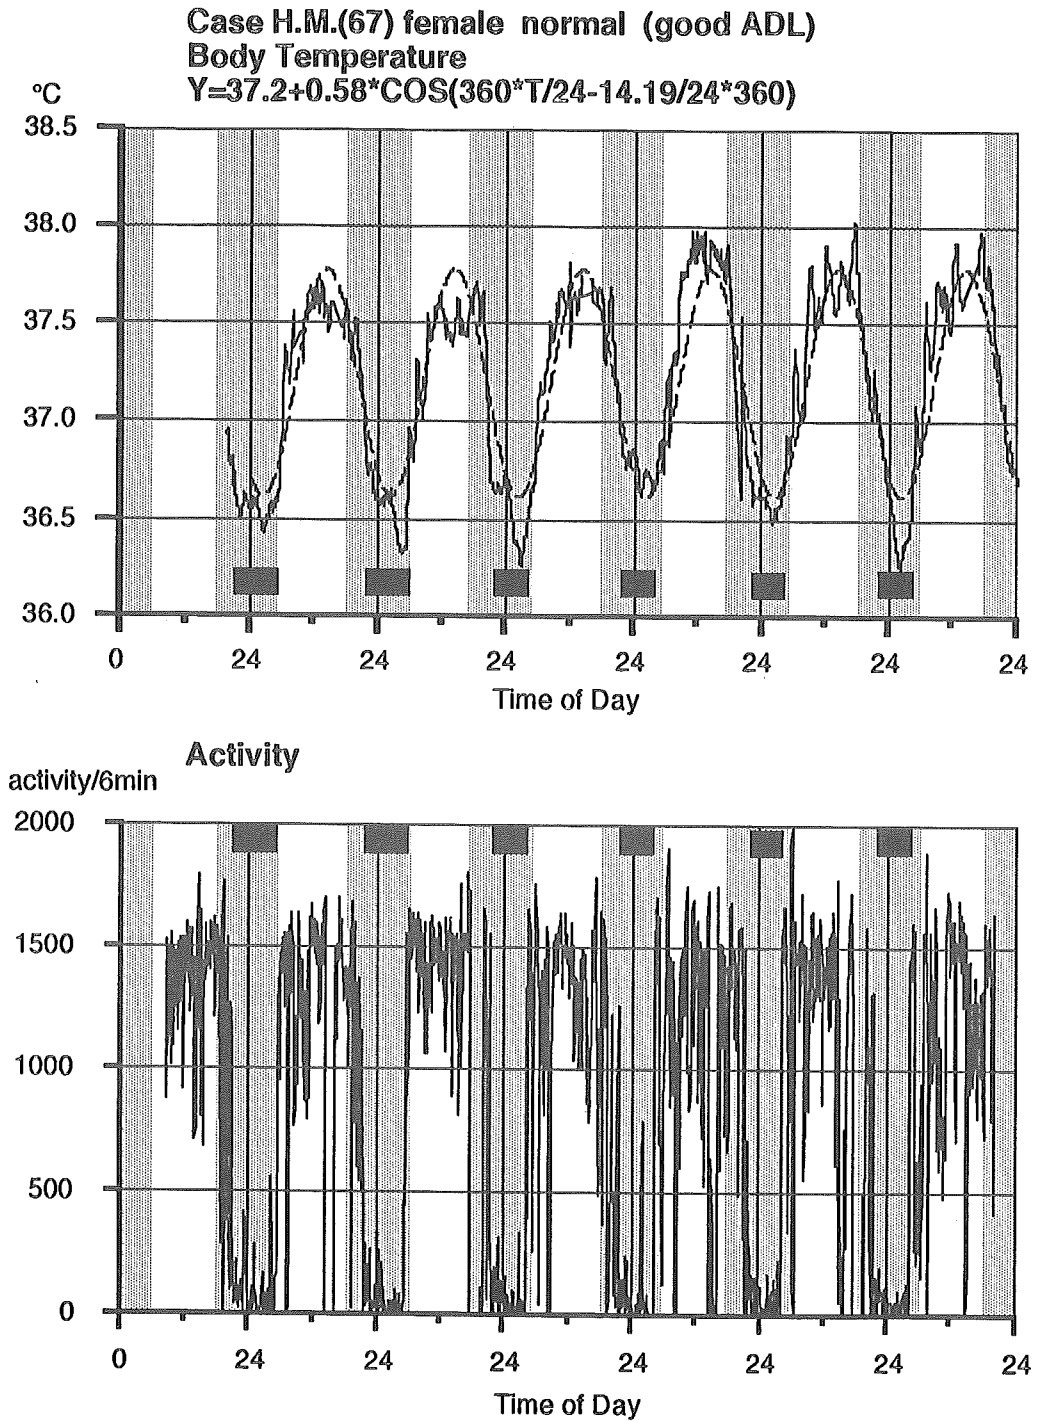 Case H.M.(67) female normal (good ADL)
Body Temperature
°C
Y=37.2+0.58*COS(360*T/24-14.19/24*360)
38.5
38.0
37.5
37.0
36.5
36.0
0 24 24 24 24 24 24 24
Time of Day
Activity
activity/6min
2000
1500
1000
500
0
0 24 24 24 24 24 24 24
Time of Day